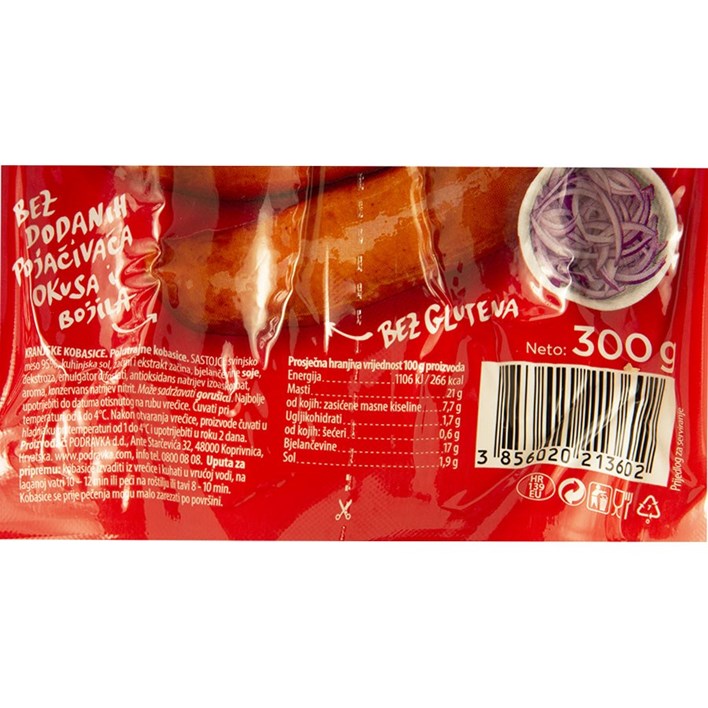 BEZ
DODANIH
POJAČIVAČA
OKUSA I
BOJILA
BEZ GLUTENA
Neto: 300 g
KRANJSKE KOBASICE. Polutrajne kobasice. SASTOJCI: svinjsko
meso 95%, kuhinjska sol, začini i ekstrakt začina, bjelančevine soje,
dekstroza, emulgator difosfati, antioksidans natrijev izoaskorbat,
aroma, konzervans natrijev nitrit. Može sadržavati gorušicu. Najbolje
upotrijebiti do datuma otisnutog na rubu vrećice. Čuvati pri
temperaturi od 1 do 4°C. Nakon otvaranja vrećice, proizvode čuvati u
hladnjaku na temperaturi od 1 do 4°C i upotrijebiti u roku 2 dana.
Proizvođač: PODRAVKA d.d., Ante Starčevića 32, 48000 Koprivnica,
Hrvatska. www.podravka.com, info tel. 0800 08 08. Uputa za
pripremu: kobasice izvaditi iz vrećice i kuhati u vrućoj vodi, na
laganoj vatri 10 – 12 min ili peći na roštilju ili tavi 8 - 10 min.
Kobasice se prije pečenja mogu malo zarezati po površini.
Prosječna hranjiva vrijednost 100 g proizvoda
Energija 1106 kJ / 266 kcal
Masti 21 g
od kojih: zasićene masne kiseline 7,7 g
Ugljikohidrati 1,7 g
od kojih: šećeri 0,6 g
Bjelančevine 17 g
Sol 1,9 g
3 856020 213602
Prijedlog za serviranje
HR
139
EU